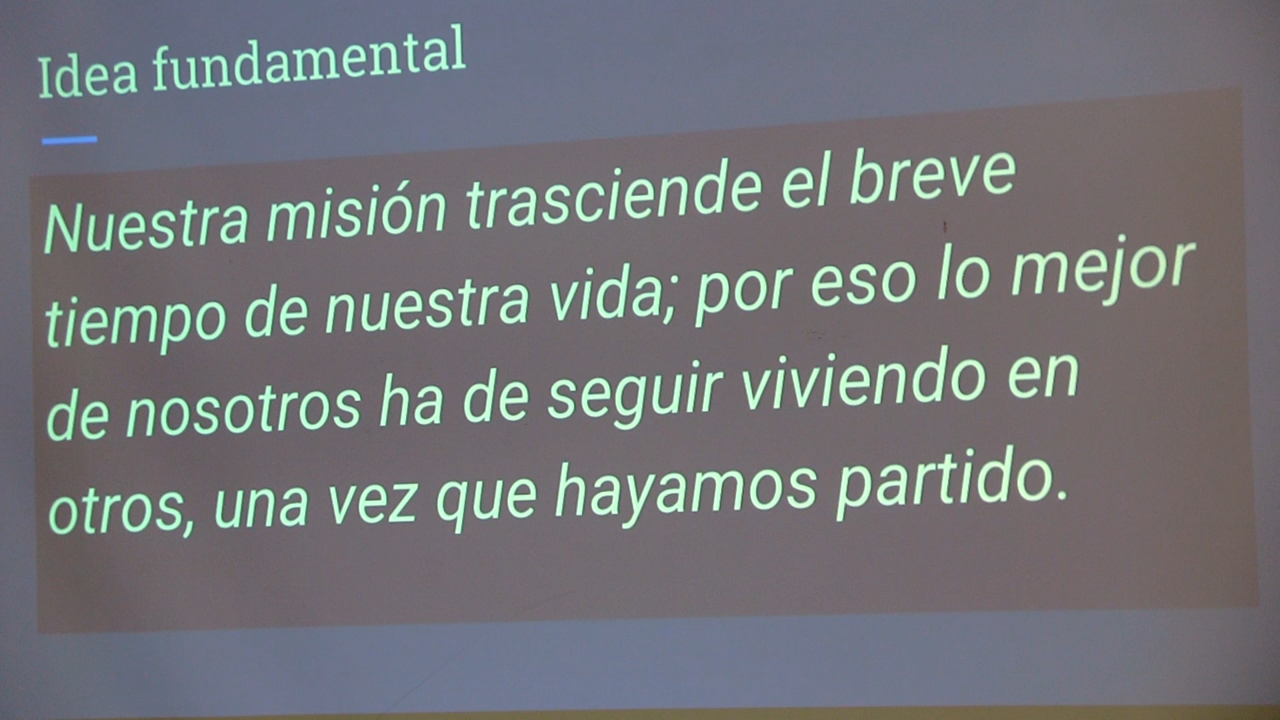 Idea fundamental
Nuestra misión trasciende el breve
tiempo de nuestra vida; por eso lo mejor
de nosotros ha de seguir viviendo en
otros, una vez que hayamos partido.